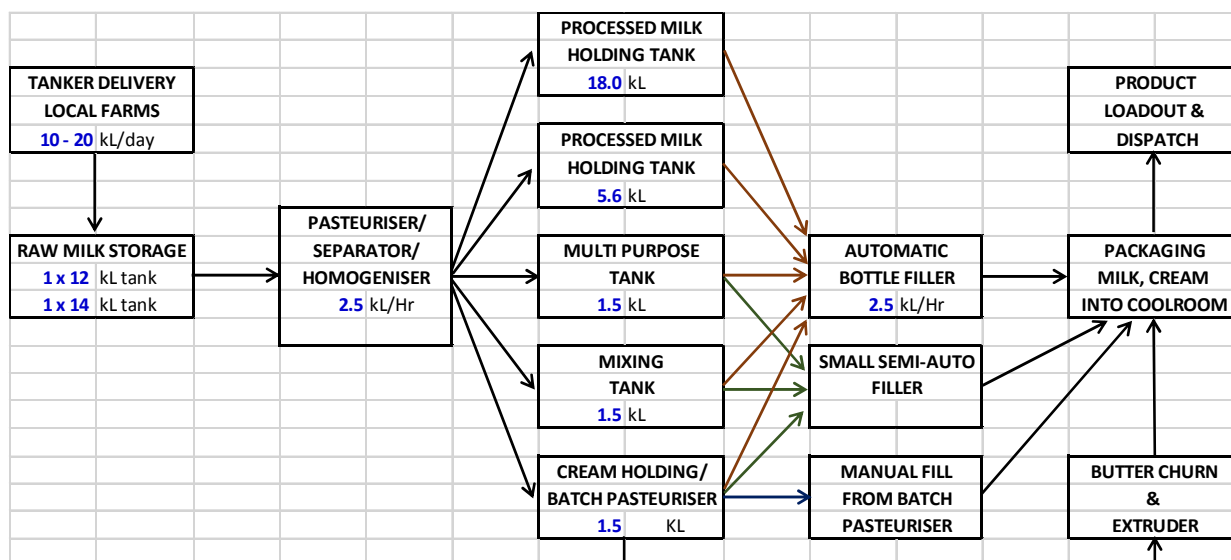 TANKER DELIVERY
LOCAL FARMS
10 - 20 kL/day
RAW MILK STORAGE
1 x 12 kL tank
1 x 14 kL tank
PASTEURISER/
SEPARATOR/
HOMOGENISER
2.5 kL/Hr
PROCESSED MILK
HOLDING TANK
18.0 kL
PROCESSED MILK
HOLDING TANK
5.6 kL
MULTI PURPOSE
TANK
1.5 kL
MIXING
TANK
1.5 kL
CREAM HOLDING/
BATCH PASTEURISER
1.5 KL
AUTOMATIC
BOTTLE FILLER
2.5 kL/Hr
SMALL SEMI-AUTO
FILLER
MANUAL FILL
FROM BATCH
PASTEURISER
PRODUCT
LOADOUT &
DISPATCH
PACKAGING
MILK, CREAM
INTO COOLROOM
BUTTER CHURN
&
EXTRUDER